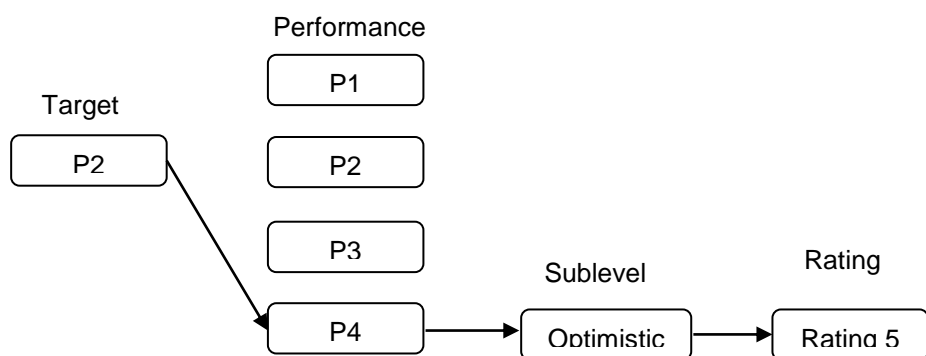 Performance
P1
Target
P2
P2
P3
Sublevel
Rating
P4
Optimistic
Rating 5